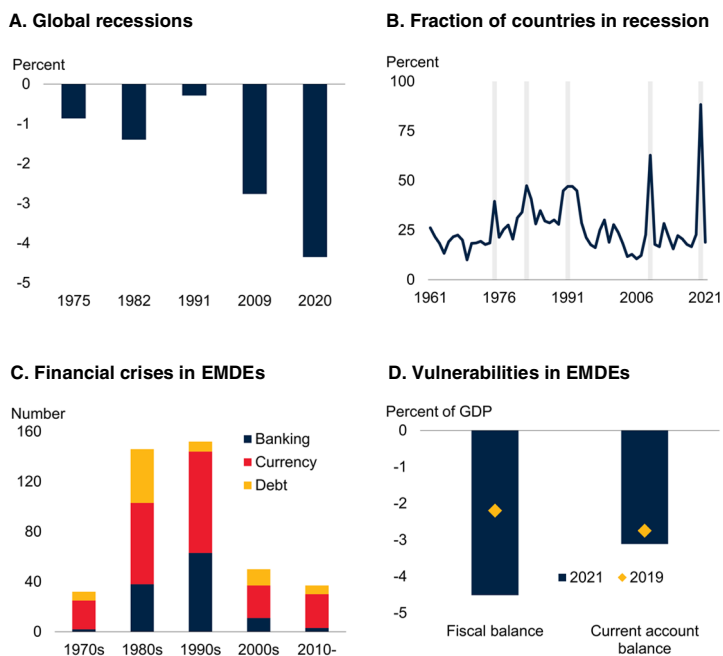 A. Global recessions
Percent
0
-1
-2
-3
-4
-5
1975 1982 1991 2009 2020
B. Fraction of countries in recession
Percent
100
75
50
25
0
1961 1976 1991 2006 2021
C. Financial crises in EMDEs
Number
160
120
80
40
0
Banking
Currency
Debt
1970s 1980s 1990s 2000s 2010-
D. Vulnerabilities in EMDEs
Percent of GDP
0
-1
-2
-3
-4
-5
2021 2019
Fiscal balance Current account
balance